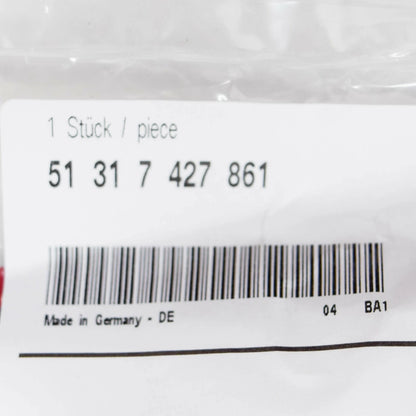 1 Stück / piece
51 31 7 427 861
Made in Germany - DE 04 BA1